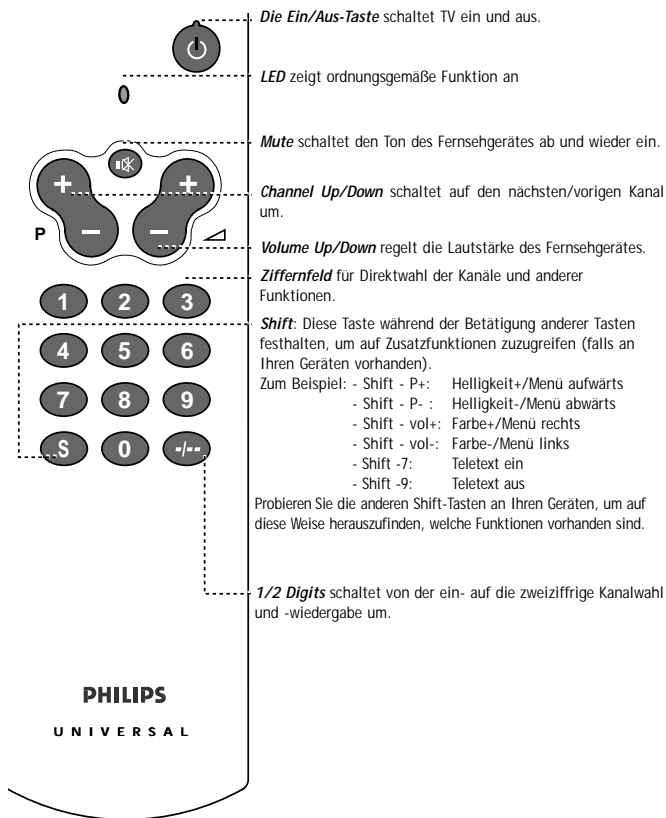 Die Ein/Aus-Taste schaltet TV ein und aus.
LED zeigt ordnungsgemäße Funktion an
Mute schaltet den Ton des Fernsehgerätes ab und wieder ein.
Channel Up/Down schaltet auf den nächsten/vorigen Kanal
um.
Volume Up/Down regelt die Lautstärke des Fernsehgerätes.
Ziffernfeld für Direktwahl der Kanäle und anderer
Funktionen.
Shift: Diese Taste während der Betätigung anderer Tasten
festhalten, um auf Zusatzfunktionen zuzugreifen (falls an
Ihren Geräten vorhanden).
Zum Beispiel: - Shift - P+: Helligkeit+/Menü aufwärts
- Shift - P- : Helligkeit-/Menü abwärts
- Shift - vol+: Farbe+/Menü rechts
- Shift - vol-: Farbe-/Menü links
- Shift -7: Teletext ein
- Shift -9: Teletext aus
Probieren Sie die anderen Shift-Tasten an Ihren Geräten, um auf
diese Weise herauszufinden, welche Funktionen vorhanden sind.
1/2 Digits schaltet von der ein- auf die zweiziffrige Kanalwahl
und -wiedergabe um.
+ +
P - -
1 2 3
4 5 6
7 8 9
S 0 -/--
PHILIPS
UNIVERSAL